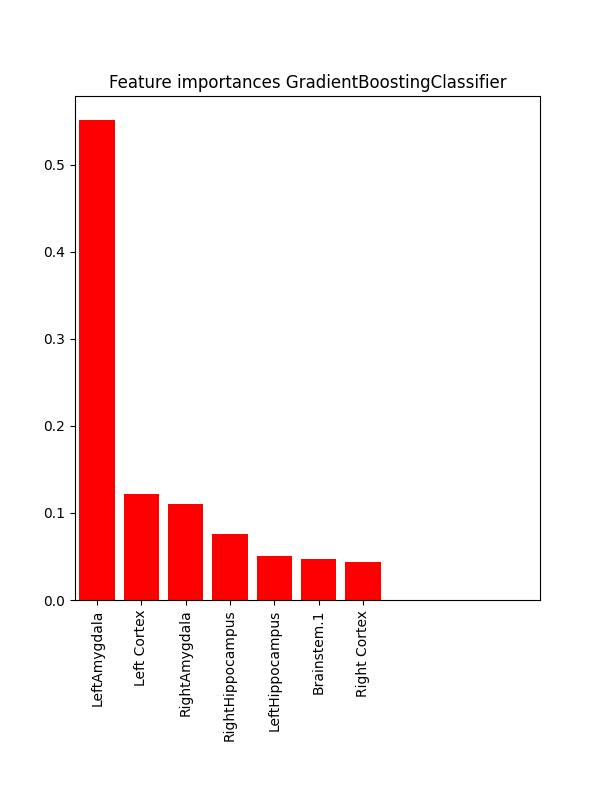 Feature importances GradientBoostingClassifier
0.5
0.4
0.3
0.2
0.1
0.0
LeftAmygdala
Left Cortex
RightAmygdala
RightHippocampus
LeftHippocampus
Brainstem.1
Right Cortex